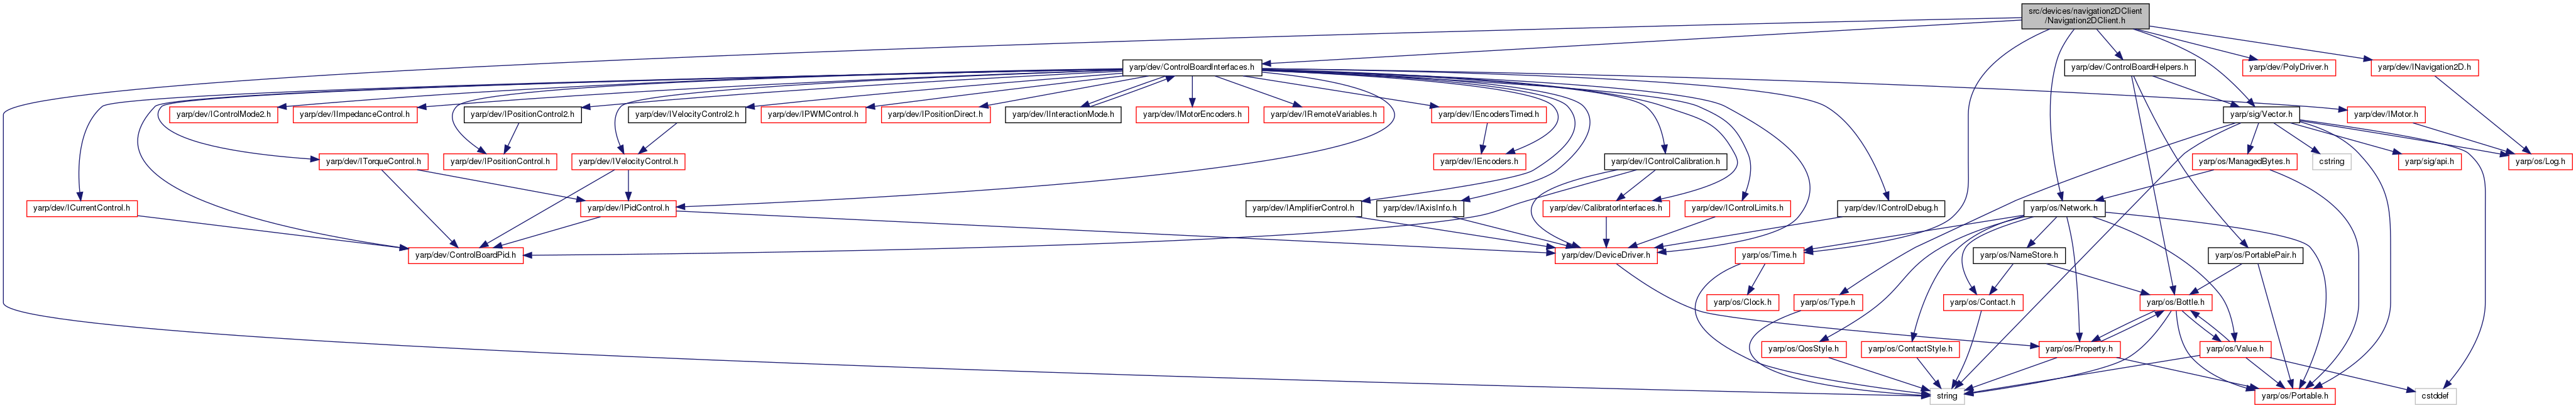 src/devices/navigation2DClient
/Navigation2DClient.h
yarp/dev/ControlBoardInterfaces.h
yarp/dev/ControlBoardHelpers.h
yarp/dev/PolyDriver.h
yarp/dev/INavigation2D.h
yarp/dev/IControlMode2.h
yarp/dev/IImpedanceControl.h
yarp/dev/IPositionControl2.h
yarp/dev/IVelocityControl2.h
yarp/dev/IPWMControl.h
yarp/dev/IPositionDirect.h
yarp/dev/IInteractionMode.h
yarp/dev/IMotorEncoders.h
yarp/dev/IRemoteVariables.h
yarp/dev/IEncodersTimed.h
yarp/sig/Vector.h
yarp/dev/IMotor.h
yarp/dev/ITorqueControl.h
yarp/dev/IPositionControl.h
yarp/dev/IVelocityControl.h
yarp/dev/IEncoders.h
yarp/dev/IControlCalibration.h
yarp/os/ManagedBytes.h
cstring
yarp/sig/api.h
yarp/os/Log.h
yarp/dev/ICurrentControl.h
yarp/dev/IPidControl.h
yarp/dev/IAmplifierControl.h
yarp/dev/IAxisInfo.h
yarp/dev/CalibratorInterfaces.h
yarp/dev/IControlLimits.h
yarp/dev/IControlDebug.h
yarp/os/Network.h
yarp/dev/ControlBoardPid.h
yarp/dev/DeviceDriver.h
yarp/os/Time.h
yarp/os/NameStore.h
yarp/os/PortablePair.h
yarp/os/Clock.h
yarp/os/Type.h
yarp/os/Contact.h
yarp/os/Bottle.h
yarp/os/QosStyle.h
yarp/os/ContactStyle.h
yarp/os/Property.h
yarp/os/Value.h
string
yarp/os/Portable.h
cstddef